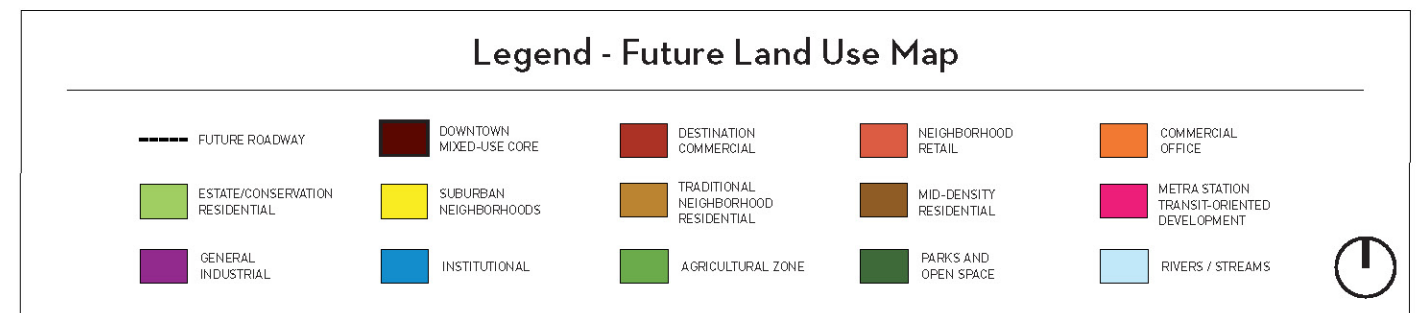 Legend - Future Land Use Map
FUTURE ROADWAY
DOWNTOWN
MIXED-USE CORE
DESTINATION
COMMERCIAL
NEIGHBORHOOD
RETAIL
COMMERCIAL
OFFICE
ESTATE/CONSERVATION
RESIDENTIAL
SUBURBAN
NEIGHBORHOODS
TRADITIONAL
NEIGHBORHOOD
RESIDENTIAL
MID-DENSITY
RESIDENTIAL
METRA STATION
TRANSIT-ORIENTED
DEVELOPMENT
GENERAL
INDUSTRIAL
INSTITUTIONAL
AGRICULTURAL ZONE
PARKS AND
OPEN SPACE
RIVERS / STREAMS